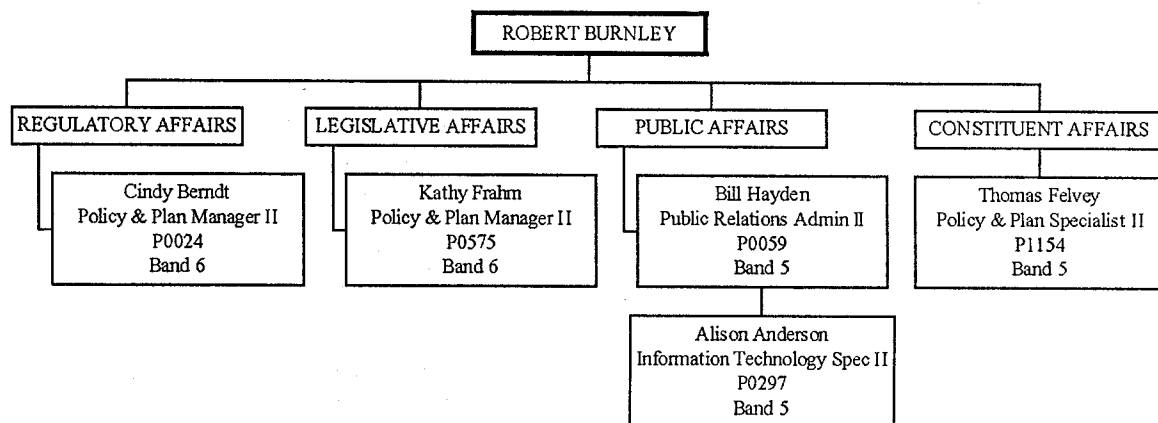 ROBERT BURNLEY
REGULATORY AFFAIRS
Cindy Berndt
Policy & Plan Manager II
P0024
Band 6
LEGISLATIVE AFFAIRS
Kathy Frahm
Policy & Plan Manager II
P0575
Band 6
PUBLIC AFFAIRS
Bill Hayden
Public Relations Admin II
P0059
Band 5
Alison Anderson
Information Technology Spec II
P0297
Band 5
CONSTITUENT AFFAIRS
Thomas Felvey
Policy & Plan Specialist II
P1154
Band 5